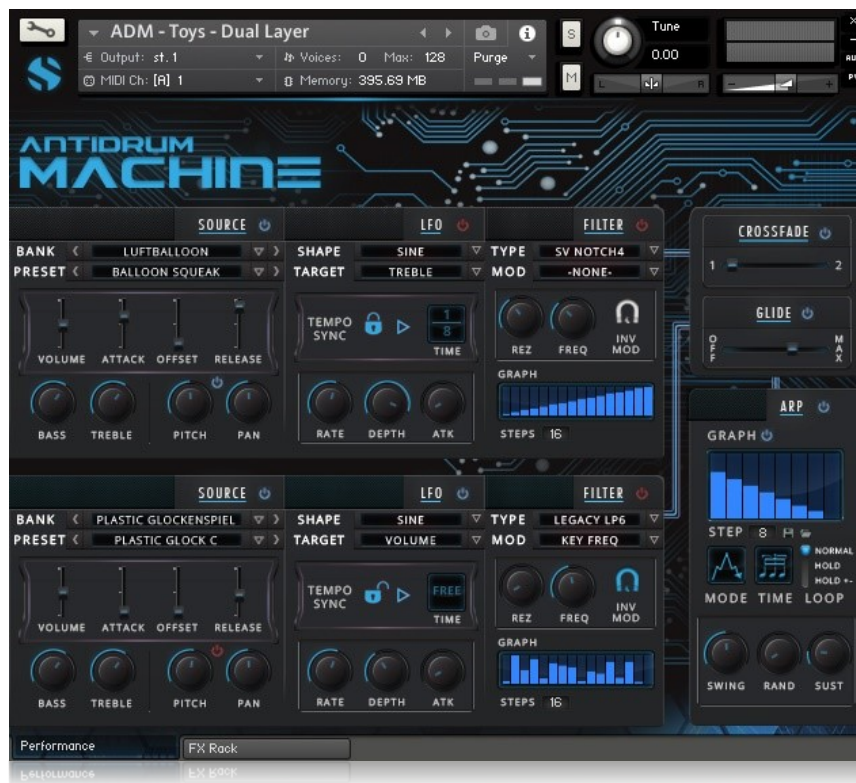 ADM - Toys - Dual Layer
Output: st. 1
Voices: 0 Max: 128
Purge
MIDI Ch: [A] 1
Memory: 395.69 MB
S
M
Tune
0.00
L
R
ANTIDRUM
MACHINE
SOURCE
LFO
FILTER
BANK LUFTBALLOON
SHAPE SINE
TYPE SV NOTCH4
PRESET BALLOON SQUEAK
TARGET TREBLE
MOD -NONE-
VOLUME ATTACK OFFSET RELEASE
TEMPO
SYNC
1
8
TIME
REZ FREQ
INV
MOD
GRAPH
BASS TREBLE PITCH PAN
RATE DEPTH ATK
STEPS 16
CROSSFADE
1 2
GLIDE
OFF
MAX
SOURCE
LFO
FILTER
BANK PLASTIC GLOCKENSPIEL
SHAPE SINE
TYPE LEGACY LP6
PRESET PLASTIC GLOCK C
TARGET VOLUME
MOD KEY FREQ
VOLUME ATTACK OFFSET RELEASE
TEMPO
SYNC
FREE
TIME
REZ FREQ
INV
MOD
GRAPH
BASS TREBLE PITCH PAN
RATE DEPTH ATK
STEPS 16
ARP
GRAPH
STEP 8
NORMAL
HOLD
HOLD +-
MODE TIME LOOP
SWING RAND SUST
Performance
FX Rack